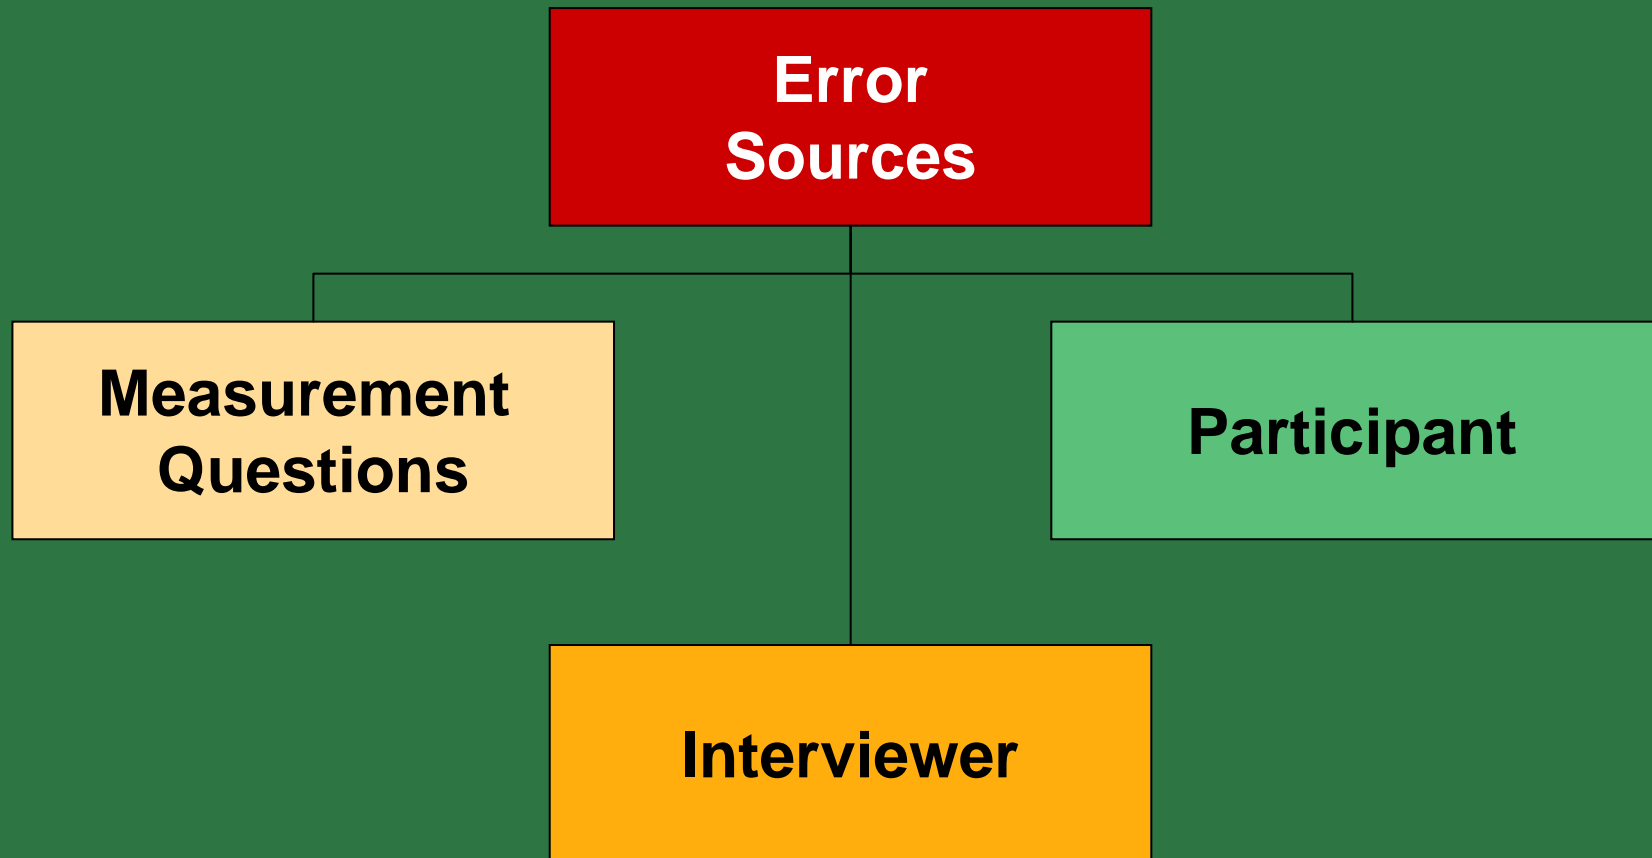 Error
Sources
Measurement
Questions
Participant
Interviewer